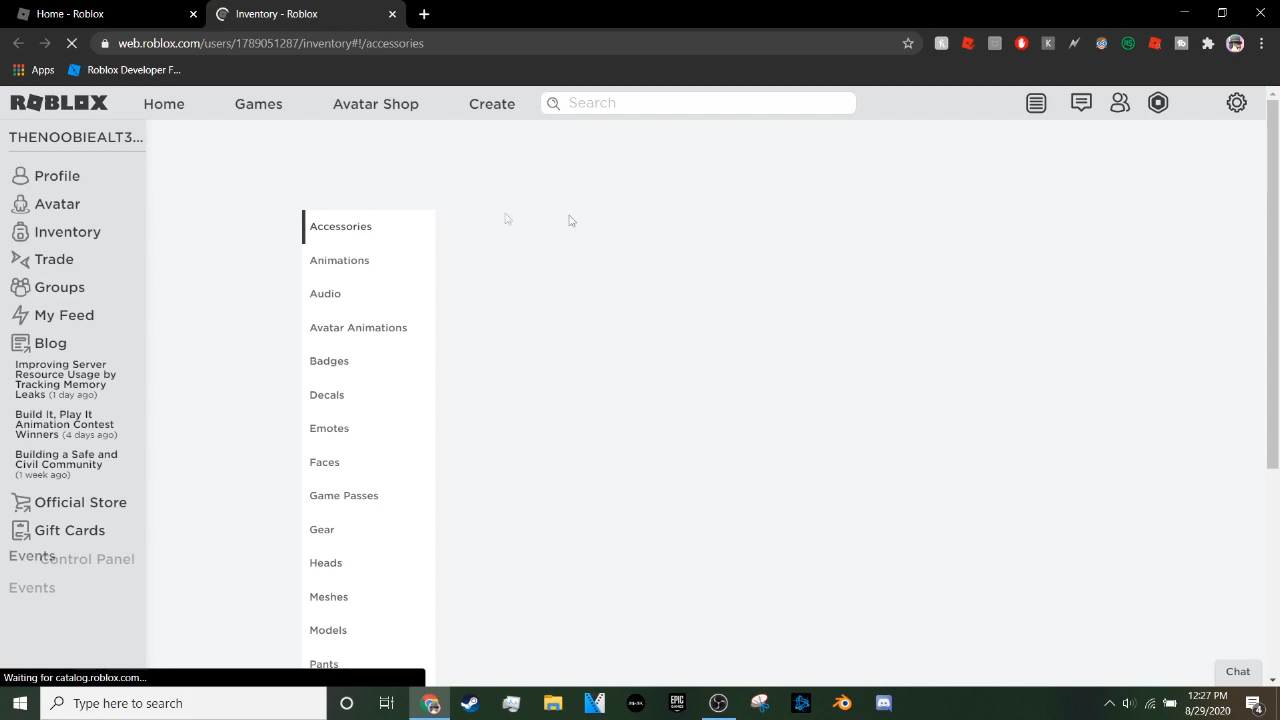 Home - Roblox
Inventory - Roblox
web.roblox.com/users/1789051287/inventory#!/accessories
Apps
Roblox Developer F...
ROBLOX
Home
Games
Avatar Shop
Create
Search
THENOOBIEALT3...
Profile
Avatar
Inventory
Trade
Groups
My Feed
Blog
Improving Server
Resource Usage by
Tracking Memory
Leaks (1 day ago)
Build It, Play It
Animation Contest
Winners (4 days ago)
Building a Safe and
Civil Community
(1 week ago)
Official Store
Gift Cards
Events
Control Panel
Events
Accessories
Animations
Audio
Avatar Animations
Badges
Decals
Emotes
Faces
Game Passes
Gear
Heads
Meshes
Models
Pants
Chat
Waiting for catalog.roblox.com...
Type here to search
EPIC
GAMES
12:27 PM
8/29/2020